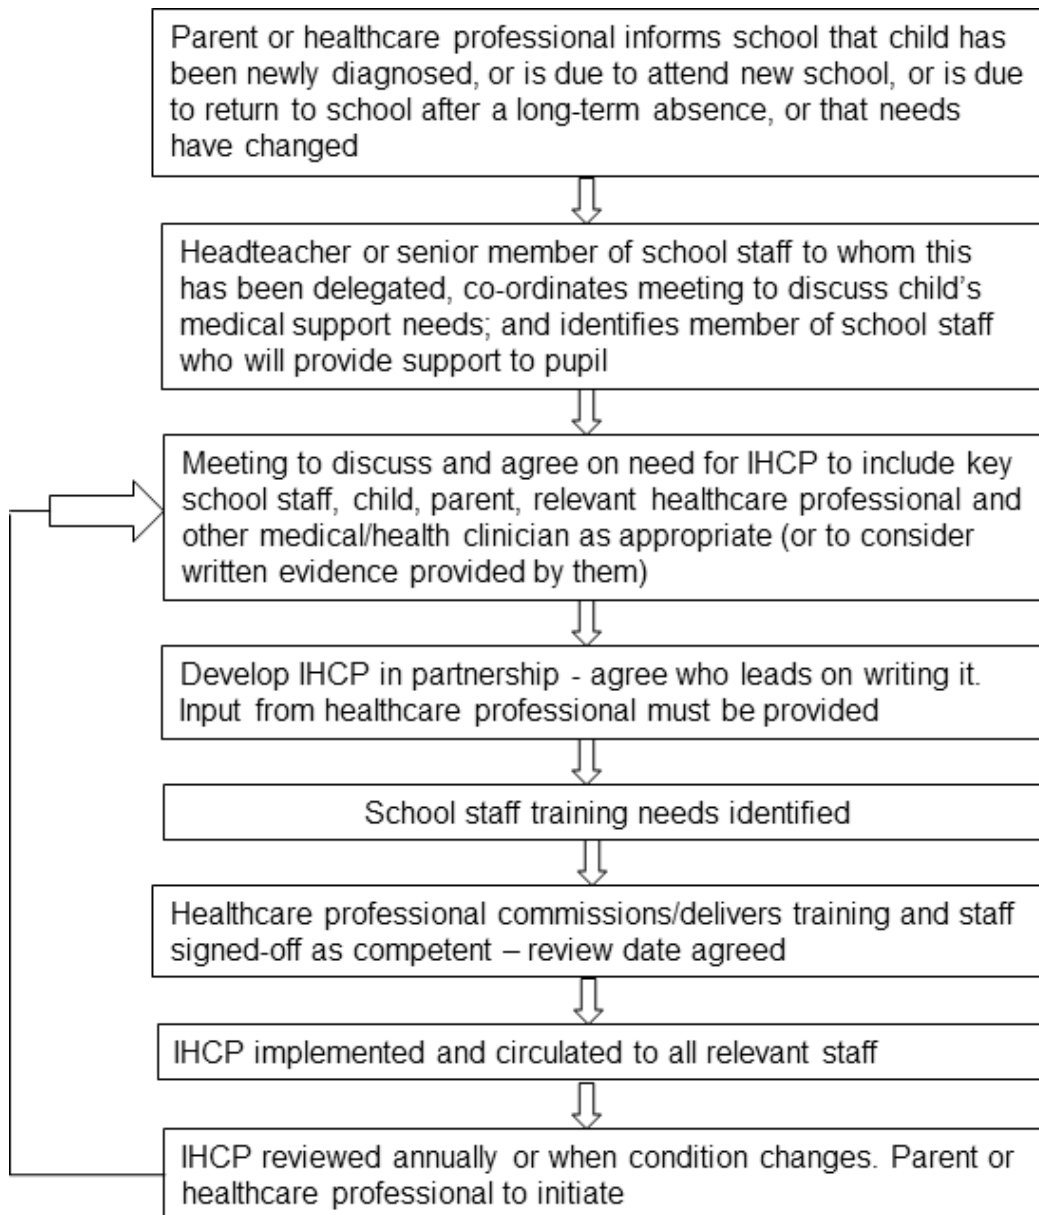 Parent or healthcare professional informs school that child has
been newly diagnosed, or is due to attend new school, or is due
to return to school after a long-term absence, or that needs
have changed
Headteacher or senior member of school staff to whom this
has been delegated, co-ordinates meeting to discuss child's
medical support needs; and identifies member of school staff
who will provide support to pupil
Meeting to discuss and agree on need for IHCP to include key
school staff, child, parent, relevant healthcare professional and
other medical/health clinician as appropriate (or to consider
written evidence provided by them)
Develop IHCP in partnership - agree who leads on writing it.
Input from healthcare professional must be provided
School staff training needs identified
Healthcare professional commissions/delivers training and staff
signed-off as competent – review date agreed
IHCP implemented and circulated to all relevant staff
IHCP reviewed annually or when condition changes. Parent or
healthcare professional to initiate